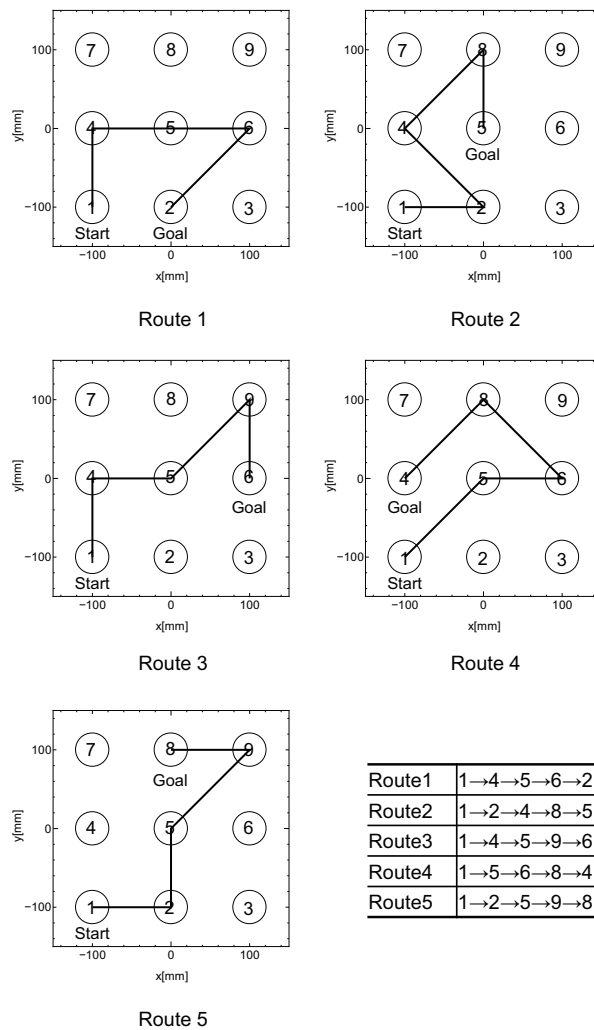 100
7
8
9
y[mm]
0
4
5
6
-100
1
2
3
Start
Goal
-100
0
100
x[mm]
Route 1
100
7
8
9
y[mm]
0
4
5
6
Goal
-100
1
2
3
Start
-100
0
100
x[mm]
Route 2
100
7
8
9
y[mm]
0
4
5
6
Goal
-100
1
2
3
Start
-100
0
100
x[mm]
Route 3
100
7
8
9
y[mm]
0
4
5
6
Goal
-100
1
2
3
Start
-100
0
100
x[mm]
Route 4
100
7
8
9
Goal
y[mm]
0
4
5
6
-100
1
2
3
Start
-100
0
100
x[mm]
Route 5
Route1 1→4→5→6→2
Route2 1→2→4→8→5
Route3 1→4→5→9→6
Route4 1→5→6→8→4
Route5 1→2→5→9→8